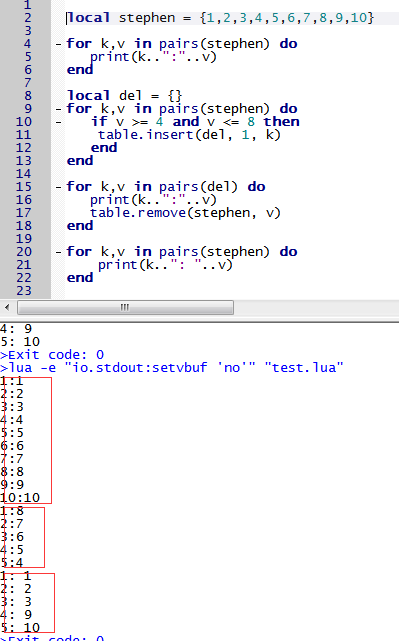 1
2 local stephen = {1,2,3,4,5,6,7,8,9,10}
3
4 for k,v in pairs(stephen) do
5 print(k..":"..v)
6 end
7
8 local del = {}
9 for k,v in pairs(stephen) do
10 if v >= 4 and v <= 8 then
11 table.insert(del, 1, k)
12 end
13 end
14
15 for k,v in pairs(del) do
16 print(k..":"..v)
17 table.remove(stephen, v)
18 end
19
20 for k,v in pairs(stephen) do
21 print(k..": "..v)
22 end
23
4: 9
5: 10
>Exit code: 0
>lua -e "io.stdout:setvbuf 'no'" "test.lua"
1:1
2:2
3:3
4:4
5:5
6:6
7:7
8:8
9:9
10:10
1:8
2:7
3:6
4:5
5:4
1: 1
2: 2
3: 3
4: 9
5: 10
>Exit code: 0